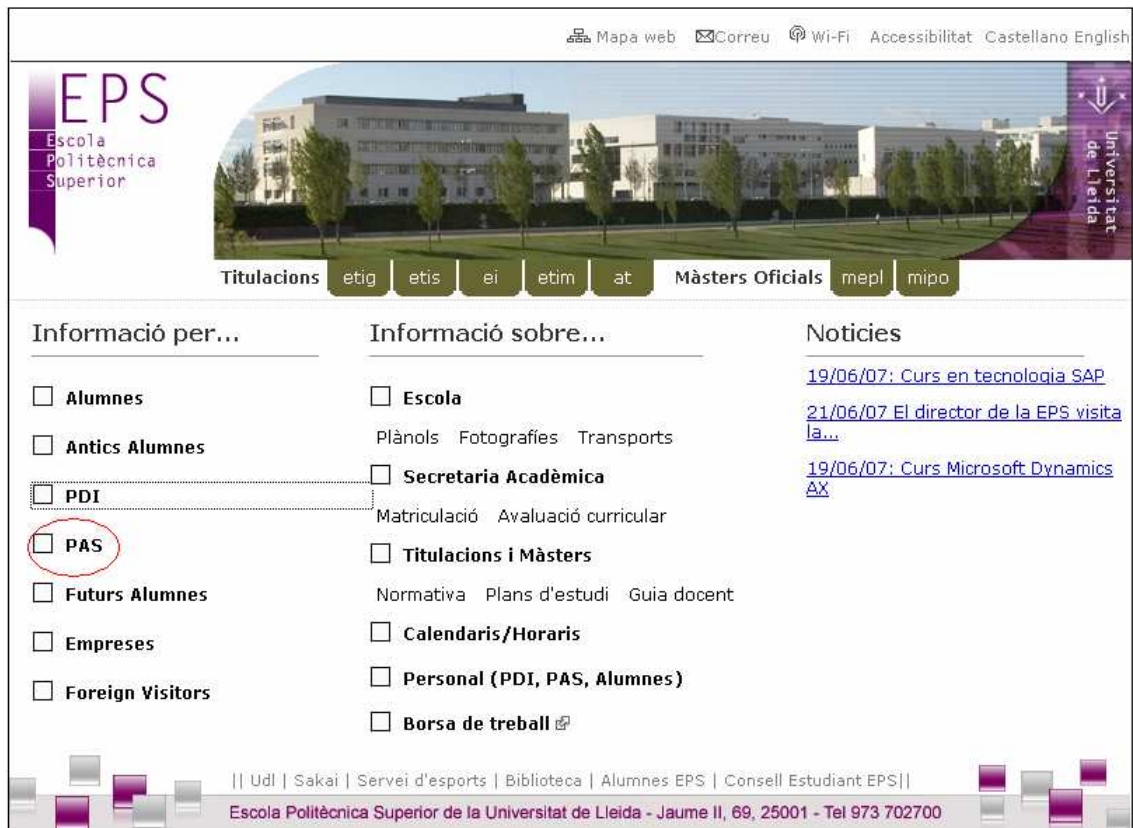 Mapa web Correu Wi-Fi Accessibilitat Castellano English
EPS
Escola
Politècnica
Superior
Universitat
de Lleida
Titulacions etig etis ei etim at Màsters Oficials mepl mipo
Informació per...
Alumnes
Antics Alumnes
PDI
PAS
Futurs Alumnes
Empreses
Foreign Visitors
Informació sobre...
Escola
Plànols Fotografíes Transports
Secretaria Acadèmica
Matriculació Avaluació curricular
Titulacions i Màsters
Normativa Plans d'estudi Guia docent
Calendaris/Horaris
Personal (PDI, PAS, Alumnes)
Borsa de treball
Noticies
19/06/07: Curs en tecnologia SAP
21/06/07 El director de la EPS visita
la...
19/06/07: Curs Microsoft Dynamics
AX
|| Udl | Sakai | Servei d'esports | Biblioteca | Alumnes EPS | Consell Estudiant EPS||
Escola Politècnica Superior de la Universitat de Lleida - Jaume II, 69, 25001 - Tel 973 702700